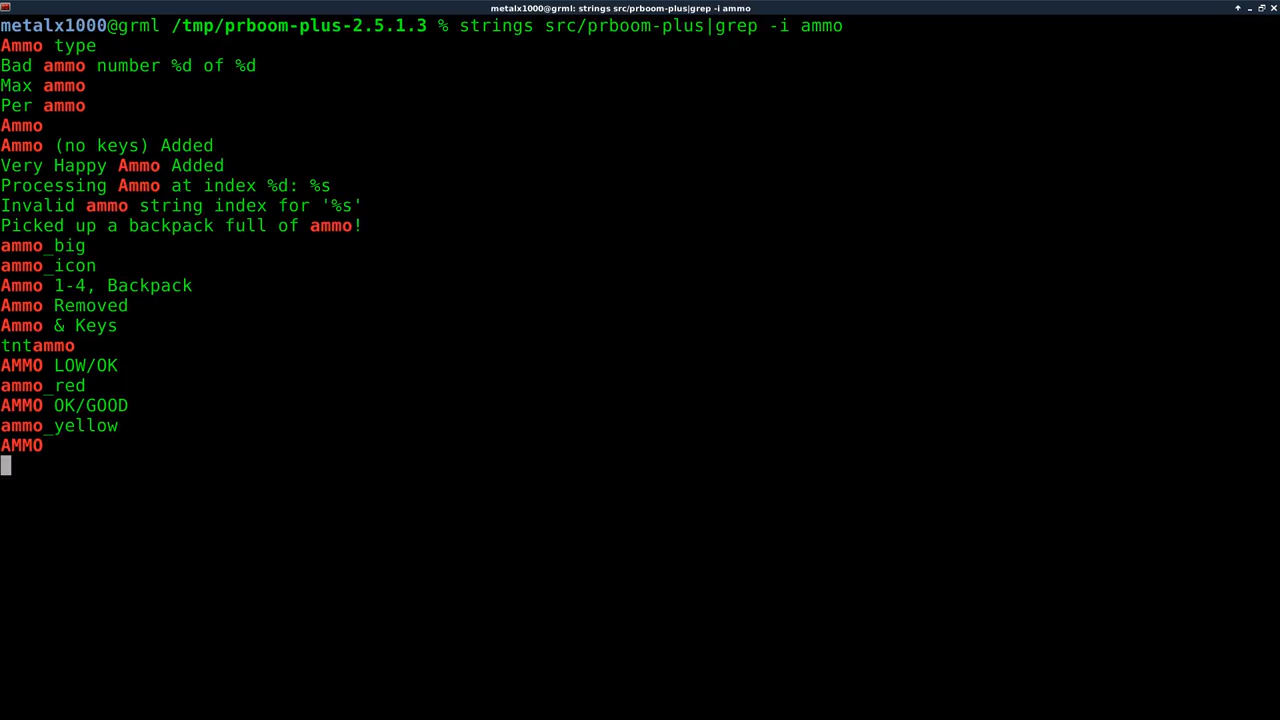 metalx1000@grml: strings src/prboom-plus|grep -i ammo
metalx1000@grml /tmp/prboom-plus-2.5.1.3 % strings src/prboom-plus|grep -i ammo
Ammo type
Bad ammo number %d of %d
Max ammo
Per ammo
Ammo
Ammo (no keys) Added
Very Happy Ammo Added
Processing Ammo at index %d: %s
Invalid ammo string index for '%s'
Picked up a backpack full of ammo!
ammo_big
ammo_icon
Ammo 1-4, Backpack
Ammo Removed
Ammo & Keys
tntammo
AMMO LOW/OK
ammo_red
AMMO OK/GOOD
ammo_yellow
AMMO